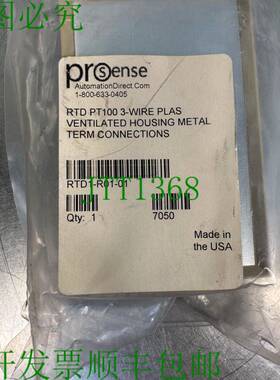 图必究
prosense
AutomationDirect.Com
1-800-633-0405
RTD PT100 3-WIRE PLAS
VENTILATED HOUSING METAL
TERM CONNECTIONS
RTD1-R01-01
JTT1368
Qty: 1
7050
Made in
the USA
开发票顺丰包邮